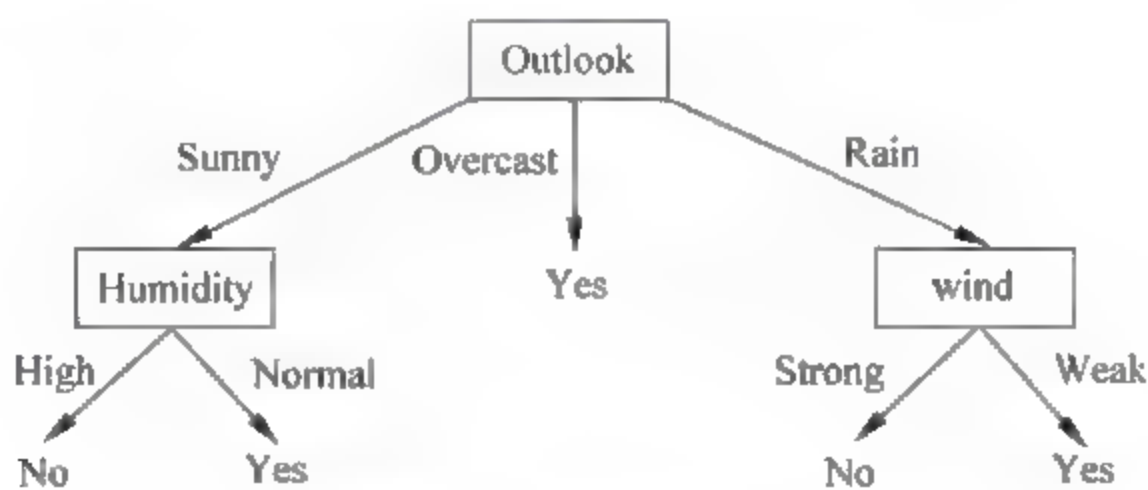 Outlook
Sunny Overcast Rain
Humidity Yes wind
High Normal Strong Weak
No Yes No Yes